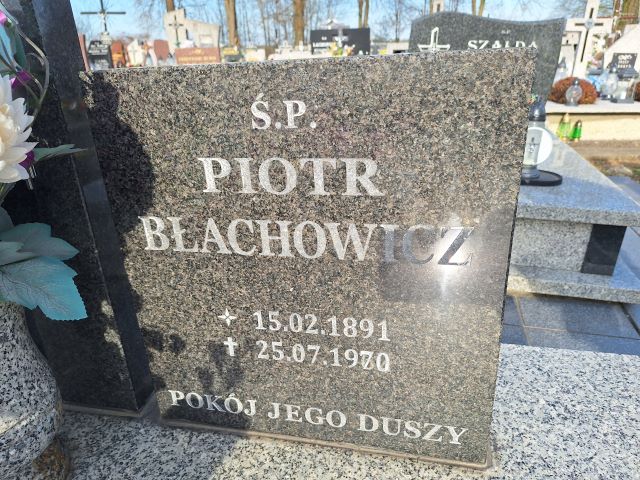 SZAŁDA
Ś.P.
PIOTR
BŁACHOWICZ
15.02.1891
25.07.1970
POKÓJ JEGO DUSZY